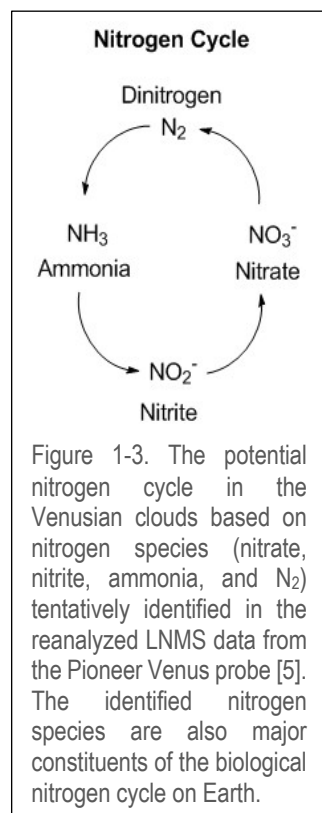 Nitrogen Cycle
Dinitrogen
N₂
NH₃
Ammonia
NO₃⁻
Nitrate
NO₂⁻
Nitrite
Figure 1-3. The potential
nitrogen cycle in the
Venusian clouds based on
nitrogen species (nitrate,
nitrite, ammonia, and N₂)
tentatively identified in the
reanalyzed LNMS data from
the Pioneer Venus probe [5].
The identified nitrogen
species are also major
constituents of the biological
nitrogen cycle on Earth.